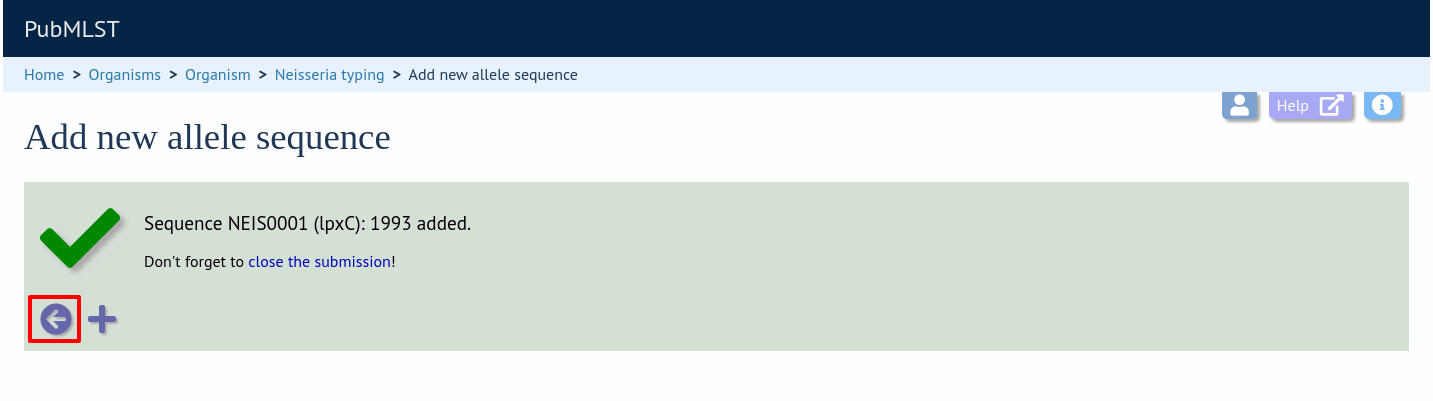 PubMLST
Home > Organisms > Organism > Neisseria typing > Add new allele sequence
Help
Add new allele sequence
Sequence NEIS0001 (lpxC): 1993 added.
Don't forget to close the submission!